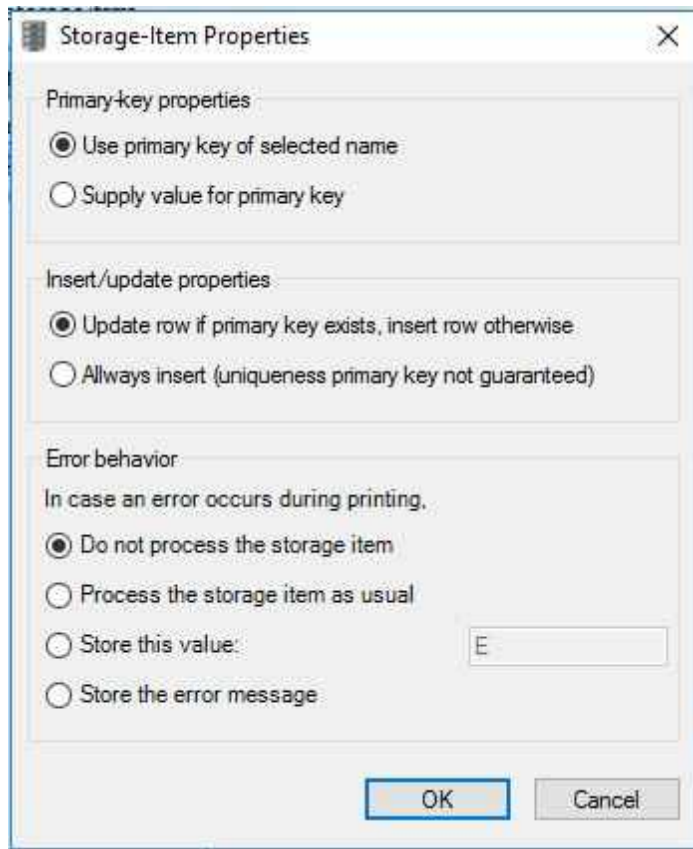 Storage-Item Properties
Primary-key properties
Use primary key of selected name
Supply value for primary key
Insert/update properties
Update row if primary key exists, insert row otherwise
Allways insert (uniqueness primary key not guaranteed)
Error behavior
In case an error occurs during printing,
Do not process the storage item
Process the storage item as usual
Store this value: E
Store the error message
OK Cancel